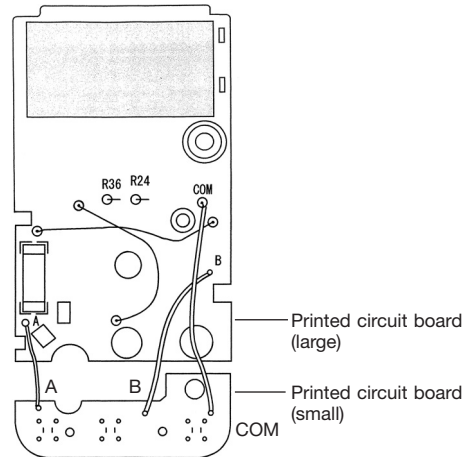 R36 R24
COM
B
A
Printed circuit board
(large)
A
B
Printed circuit board
(small)
COM